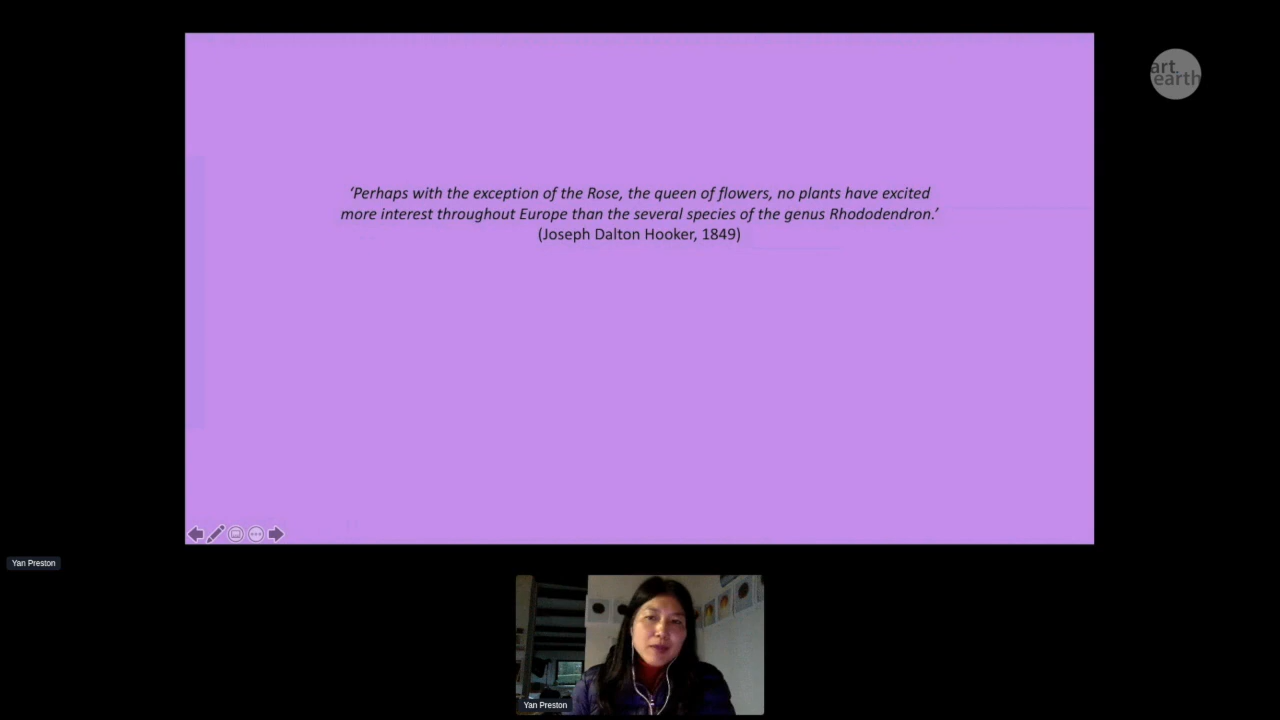 art
earth
‘Perhaps with the exception of the Rose, the queen of flowers, no plants have excited
more interest throughout Europe than the several species of the genus Rhododendron.’
(Joseph Dalton Hooker, 1849)
Yan Preston
Yan Preston